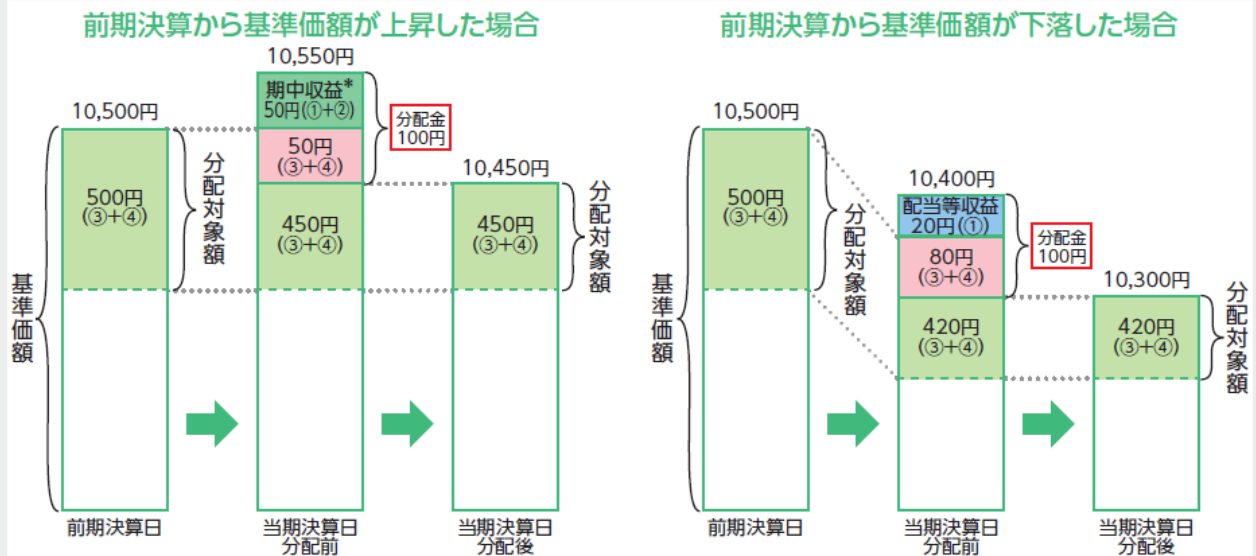 前期決算から基準価額が上昇した場合
10,500円
500円
(③+④)
分配対象額
基準価額
前期決算日
10,550円
期中収益*
50円(①+②)
50円
(③+④)
450円
(③+④)
分配金
100円
当期決算日
分配前
10,450円
450円
(③+④)
分配対象額
当期決算日
分配後
前期決算から基準価額が下落した場合
10,500円
500円
(③+④)
分配対象額
基準価額
前期決算日
10,400円
配当等収益
20円(①)
80円
(③+④)
420円
(③+④)
分配金
100円
当期決算日
分配前
10,300円
420円
(③+④)
分配対象額
当期決算日
分配後